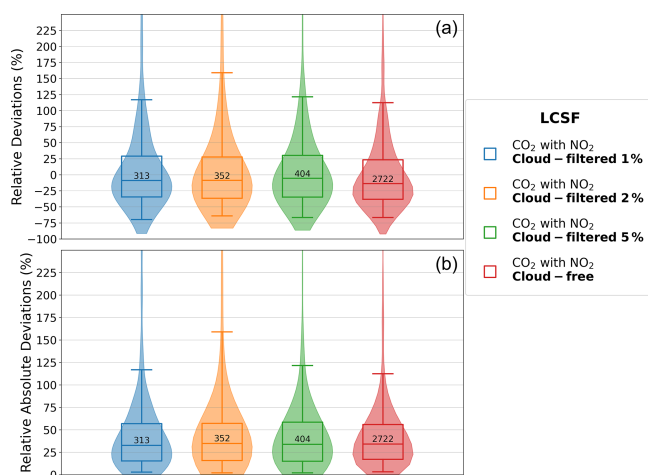 (a)
Relative Deviations (%)
225
200
175
150
125
100
75
50
25
0
−25
−50
−75
−100
313
352
404
2722
(b)
Relative Absolute Deviations (%)
225
200
175
150
125
100
75
50
25
0
313
352
404
2722
LCSF
CO₂ with NO₂
Cloud − filtered 1%
CO₂ with NO₂
Cloud − filtered 2%
CO₂ with NO₂
Cloud − filtered 5%
CO₂ with NO₂
Cloud − free